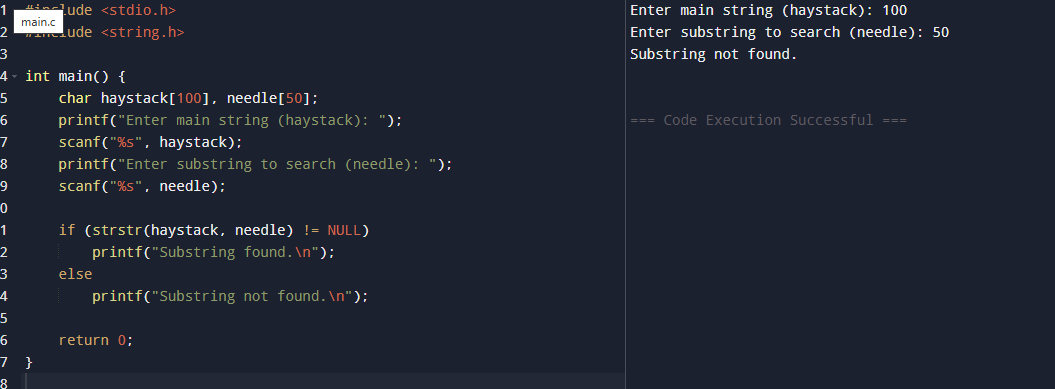 1 #include <stdio.h>
main.c
2 #include <string.h>
3
4 int main() {
5 char haystack[100], needle[50];
6 printf("Enter main string (haystack): ");
7 scanf("%s", haystack);
8 printf("Enter substring to search (needle): ");
9 scanf("%s", needle);
0
1 if (strstr(haystack, needle) != NULL)
2 printf("Substring found.\n");
3 else
4 printf("Substring not found.\n");
5
6 return 0;
7 }
8
Enter main string (haystack): 100
Enter substring to search (needle): 50
Substring not found.
=== Code Execution Successful ===